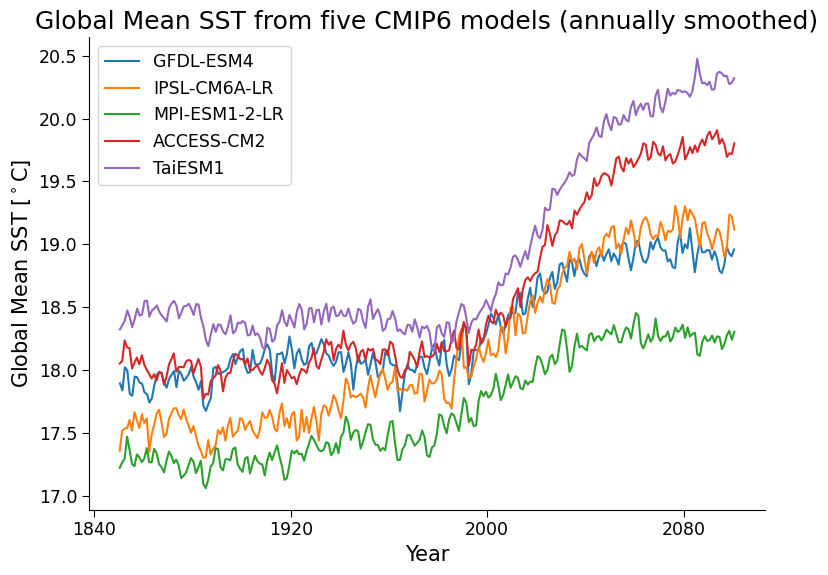 Global Mean SST from five CMIP6 models (annually smoothed)
GFDL-ESM4
IPSL-CM6A-LR
MPI-ESM1-2-LR
ACCESS-CM2
TaiESM1
Global Mean SST [°C]
20.5
20.0
19.5
19.0
18.5
18.0
17.5
17.0
1840 1920 2000 2080
Year